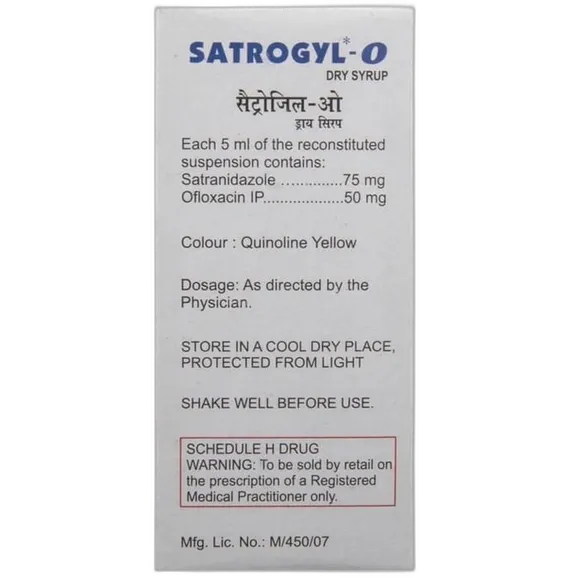 SATROGYL*-O
DRY SYRUP
सैट्रोजिल-ओ
ड्राय सिरप
Each 5 ml of the reconstituted
suspension contains:
Satranidazole ..............75 mg
Ofloxacin IP...................50 mg
Colour : Quinoline Yellow
Dosage: As directed by the
Physician.
STORE IN A COOL DRY PLACE,
PROTECTED FROM LIGHT
SHAKE WELL BEFORE USE.
SCHEDULE H DRUG
WARNING: To be sold by retail on
the prescription of a Registered
Medical Practitioner only.
Mfg. Lic. No.: M/450/07